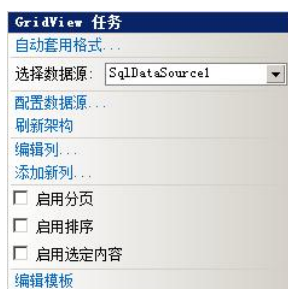 GridView 任务
自动套用格式...
选择数据源: SqlDataSource1
配置数据源...
刷新架构
编辑列...
添加新列...
启用分页
启用排序
启用选定内容
编辑模板